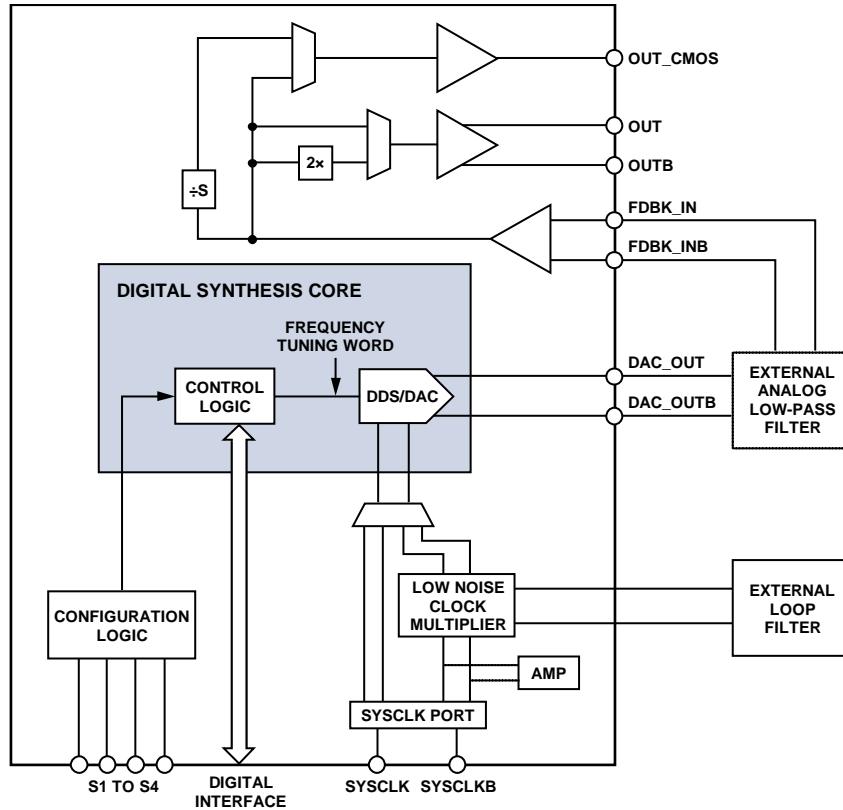 OUT_CMOS
OUT
2×
OUTB
÷S
FDBK_IN
FDBK_INB
DIGITAL SYNTHESIS CORE
FREQUENCY
TUNING WORD
CONTROL
LOGIC
DDS/DAC
DAC_OUT
DAC_OUTB
EXTERNAL
ANALOG
LOW-PASS
FILTER
LOW NOISE
CLOCK
MULTIPLIER
EXTERNAL
LOOP
FILTER
CONFIGURATION
LOGIC
AMP
SYSCLK PORT
S1 TO S4
DIGITAL
INTERFACE
SYSCLK
SYSCLKB